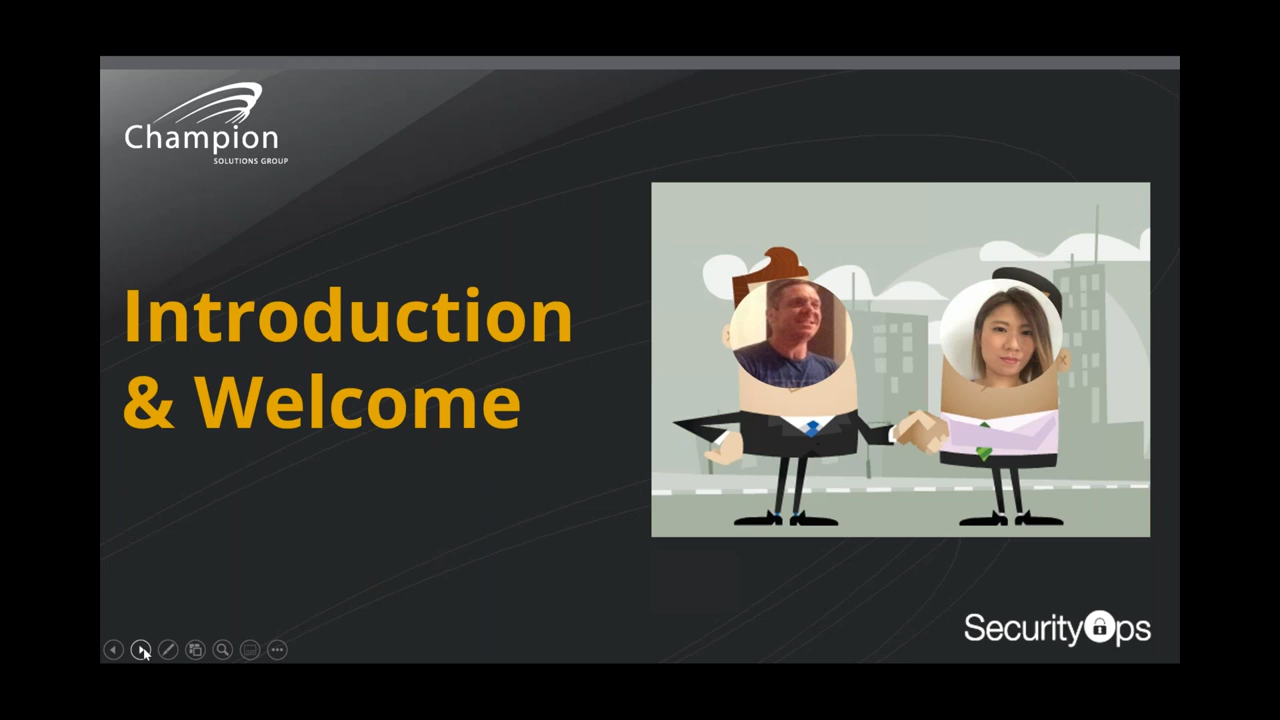 Champion
SOLUTIONS GROUP
Introduction
& Welcome
SecurityOps